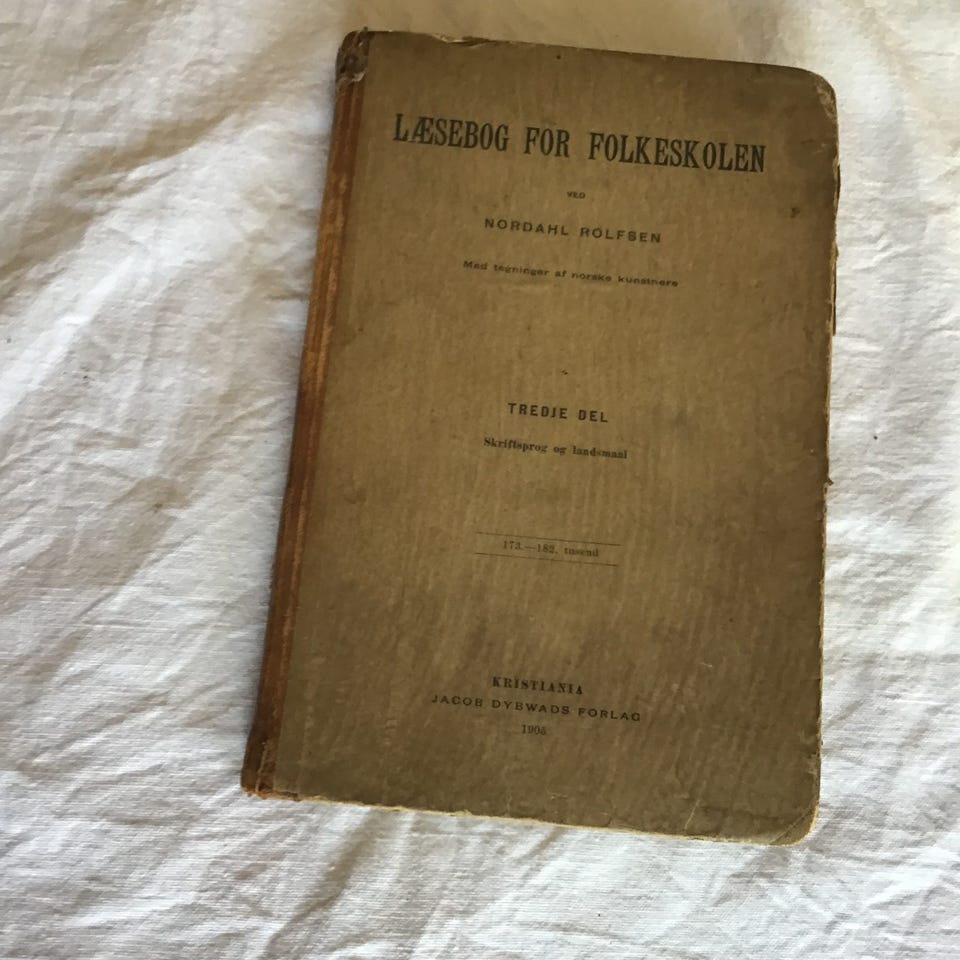 LÆSEBOG FOR FOLKESKOLEN
VED
NORDAHL ROLFSEN
Med tegninger af norske kunstnere
TREDJE DEL
Skriftsprog og landsmaal
173.—182. tusend
KRISTIANIA
JACOB DYBWADS FORLAG
1905